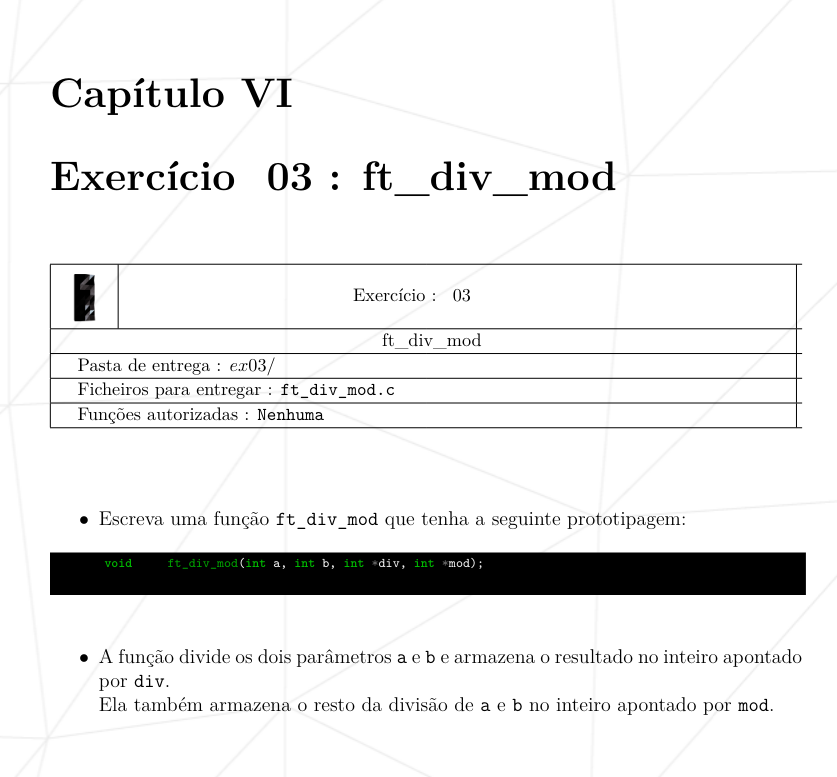 Capítulo VI
Exercício 03 : ft_div_mod
Exercício : 03
ft_div_mod
Pasta de entrega : ex03/
Ficheiros para entregar : ft_div_mod.c
Funções autorizadas : Nenhuma
• Escreva uma função ft_div_mod que tenha a seguinte prototipagem:
void ft_div_mod(int a, int b, int *div, int *mod);
• A função divide os dois parâmetros a e b e armazena o resultado no inteiro apontado
por div.
Ela também armazena o resto da divisão de a e b no inteiro apontado por mod.